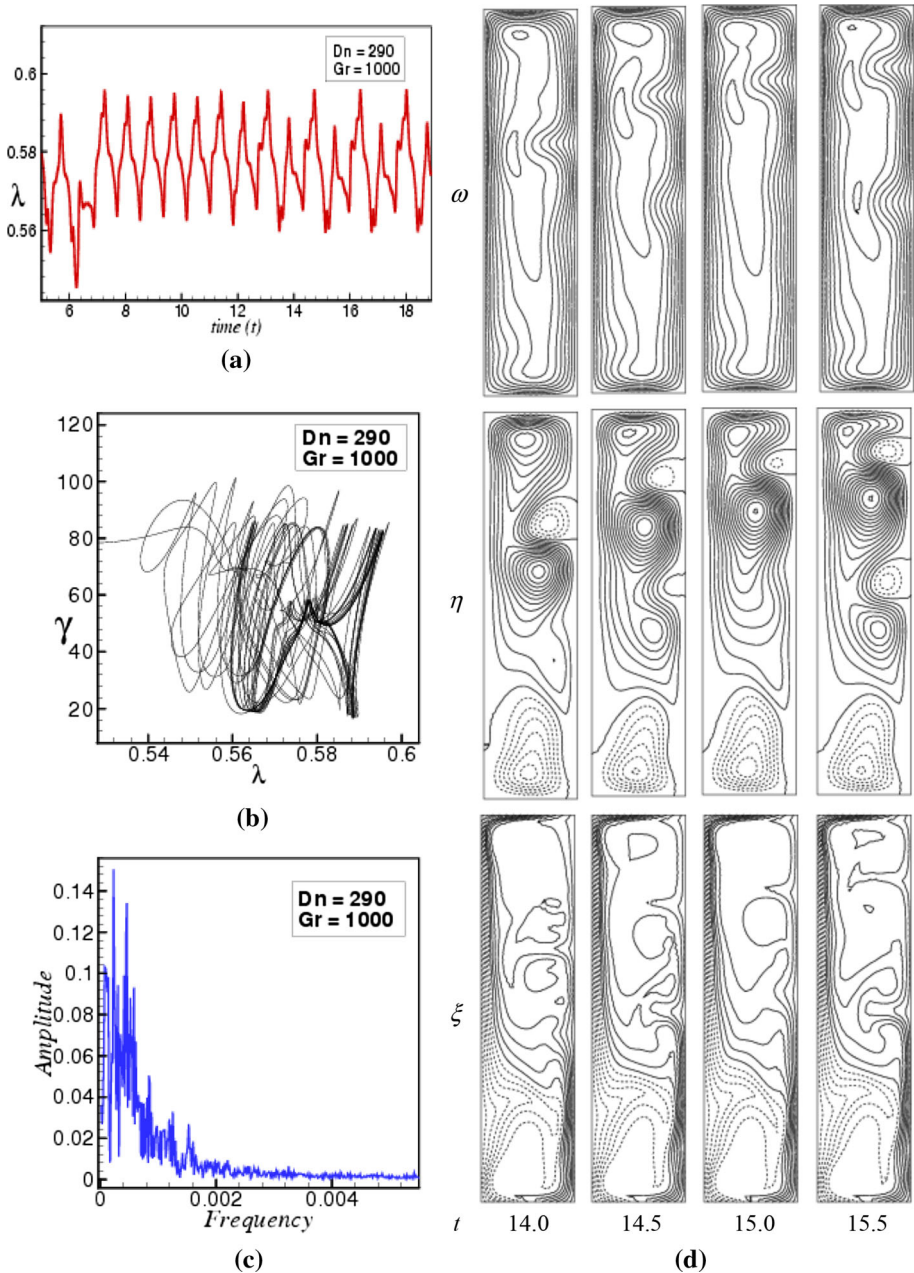 Dn = 290
Gr = 1000
0.6
0.58
0.56
λ
6 8 10 12 14 16 18
time (t)
(a)
Dn = 290
Gr = 1000
120
100
80
60
40
20
γ
0.54 0.56 0.58 0.6
λ
(b)
Dn = 290
Gr = 1000
0.14
0.12
0.1
0.08
0.06
0.04
0.02
0
Amplitude
0 0.002 0.004
Frequency
(c)
ω
η
ξ
t 14.0 14.5 15.0 15.5
(d)